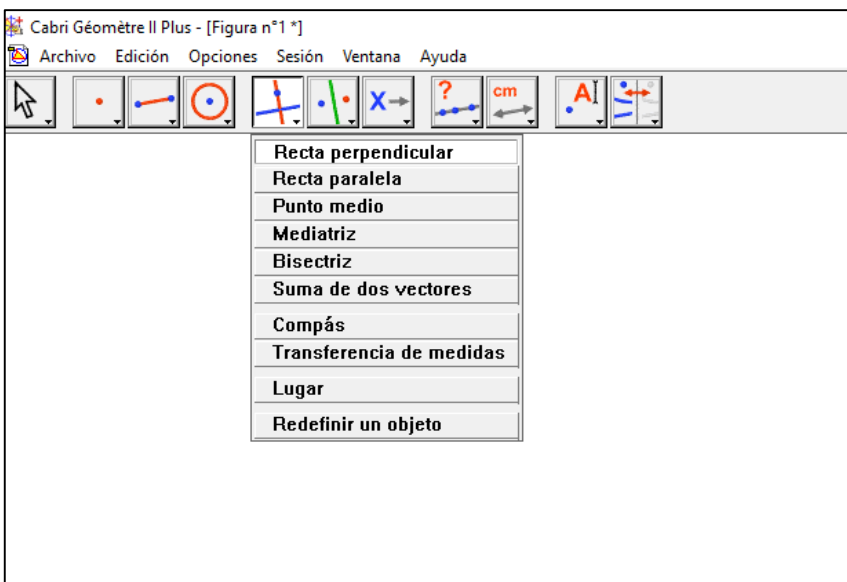 Cabri Géomètre II Plus - [Figura n°1 *]
Archivo Edición Opciones Sesión Ventana Ayuda
X ? cm A
Recta perpendicular
Recta paralela
Punto medio
Mediatriz
Bisectriz
Suma de dos vectores
Compás
Transferencia de medidas
Lugar
Redefinir un objeto